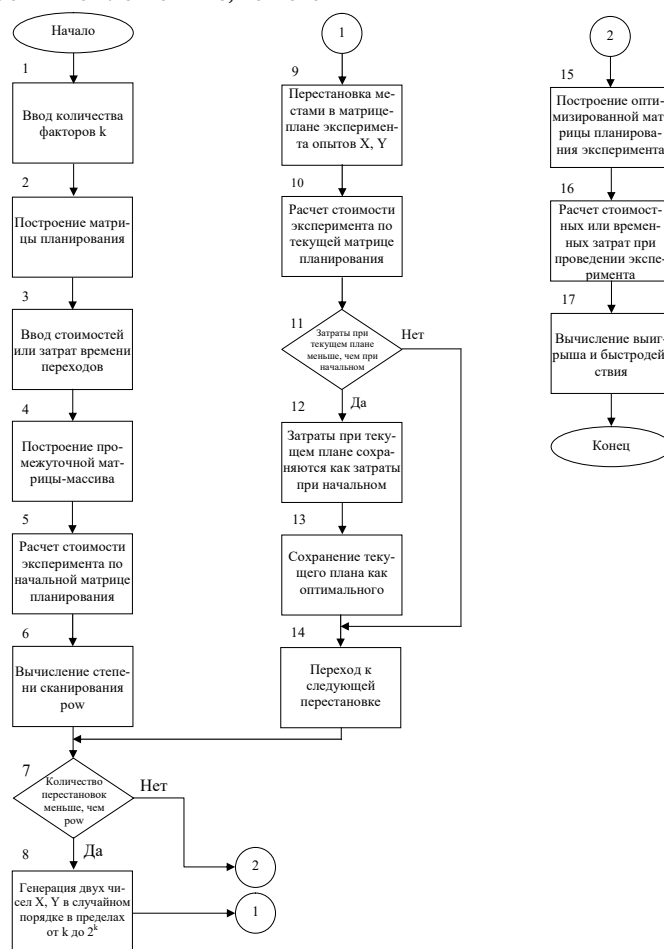 Начало
1
Ввод количества
факторов k
2
Построение матри-
цы планирования
3
Ввод стоимостей
или затрат времени
переходов
4
Построение про-
межуточной мат-
рицы-массива
5
Расчет стоимости
эксперимента по
начальной матрице
планирования
6
Вычисление степе-
ни сканирования
pow
7
Количество
перестановок
меньше, чем
pow
Нет
Да
2
8
Генерация двух чи-
сел X, Y в случайном
порядке в пределах
от k до 2^k
1
1
9
Перестановка ме-
стами в матрице-
плане эксперимен-
та опытов X, Y
10
Расчет стоимости
эксперимента по
текущей матрице
планирования
11
Затраты при
текущем плане
меньше, чем при
начальном
Нет
Да
12
Затраты при теку-
щем плане сохра-
няются как затраты
при начальном
13
Сохранение теку-
щего плана как
оптимального
14
Переход к
следующей
перестановке
2
15
Построение опти-
мизированной мат-
рицы планирова-
ния эксперимента
16
Расчет стоимост-
ных или времен-
ных затрат при
проведении экспе-
римента
17
Вычисление выиг-
рыша и быстродей-
ствия
Конец